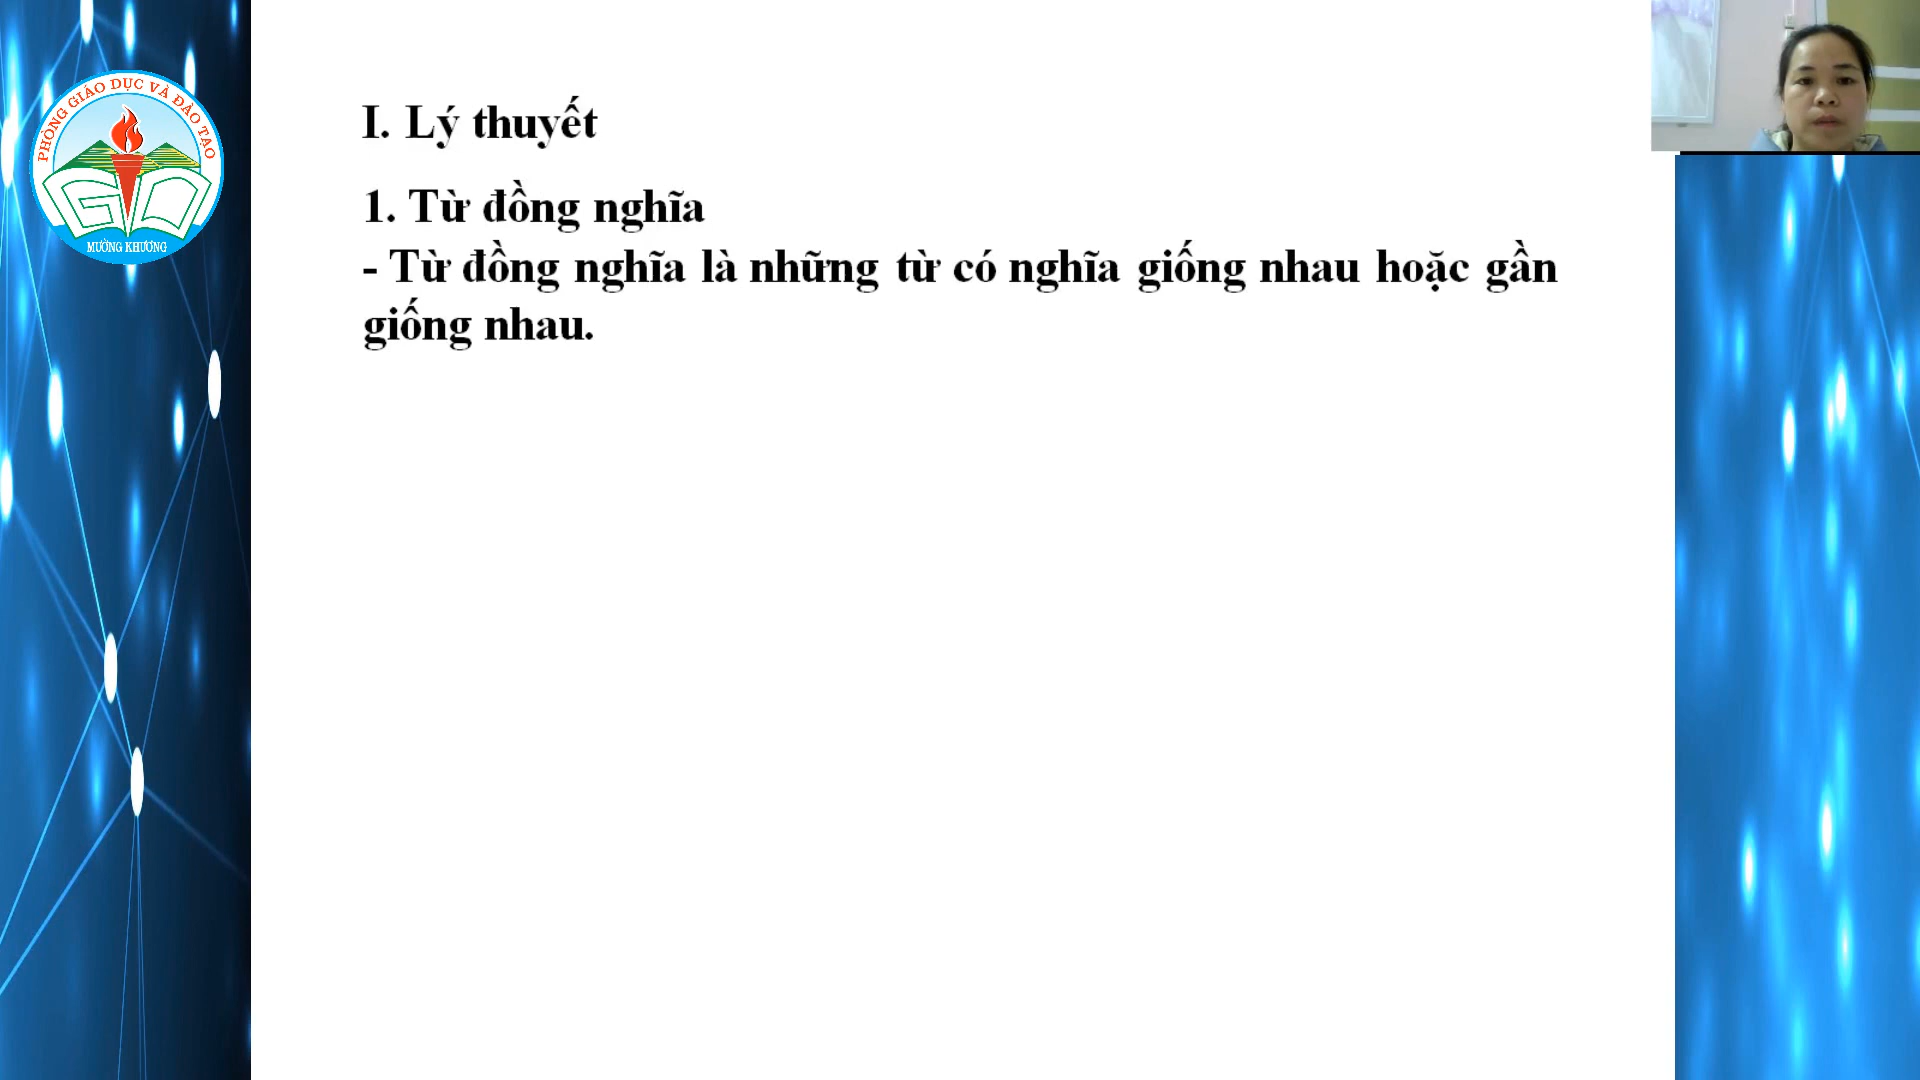 PHÒNG GIÁO DỤC VÀ ĐÀO TẠO
GD
MƯỜNG KHƯƠNG
I. Lý thuyết
1. Từ đồng nghĩa
- Từ đồng nghĩa là những từ có nghĩa giống nhau hoặc gần
giống nhau.